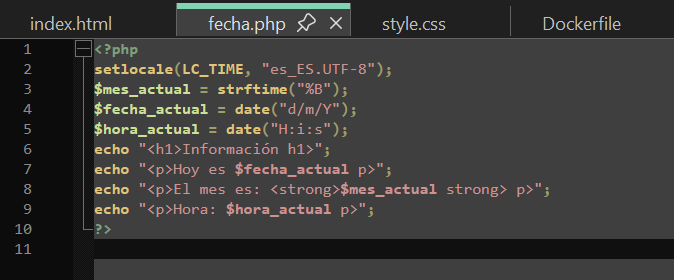 index.html fecha.php style.css Dockerfile
1 <?php
2 setlocale(LC_TIME, "es_ES.UTF-8");
3 $mes_actual = strftime("%B");
4 $fecha_actual = date("d/m/Y");
5 $hora_actual = date("H:i:s");
6 echo "<h1>Información h1>";
7 echo "<p>Hoy es $fecha_actual p>";
8 echo "<p>El mes es: <strong>$mes_actual strong> p>";
9 echo "<p>Hora: $hora_actual p>";
10 ?>
11